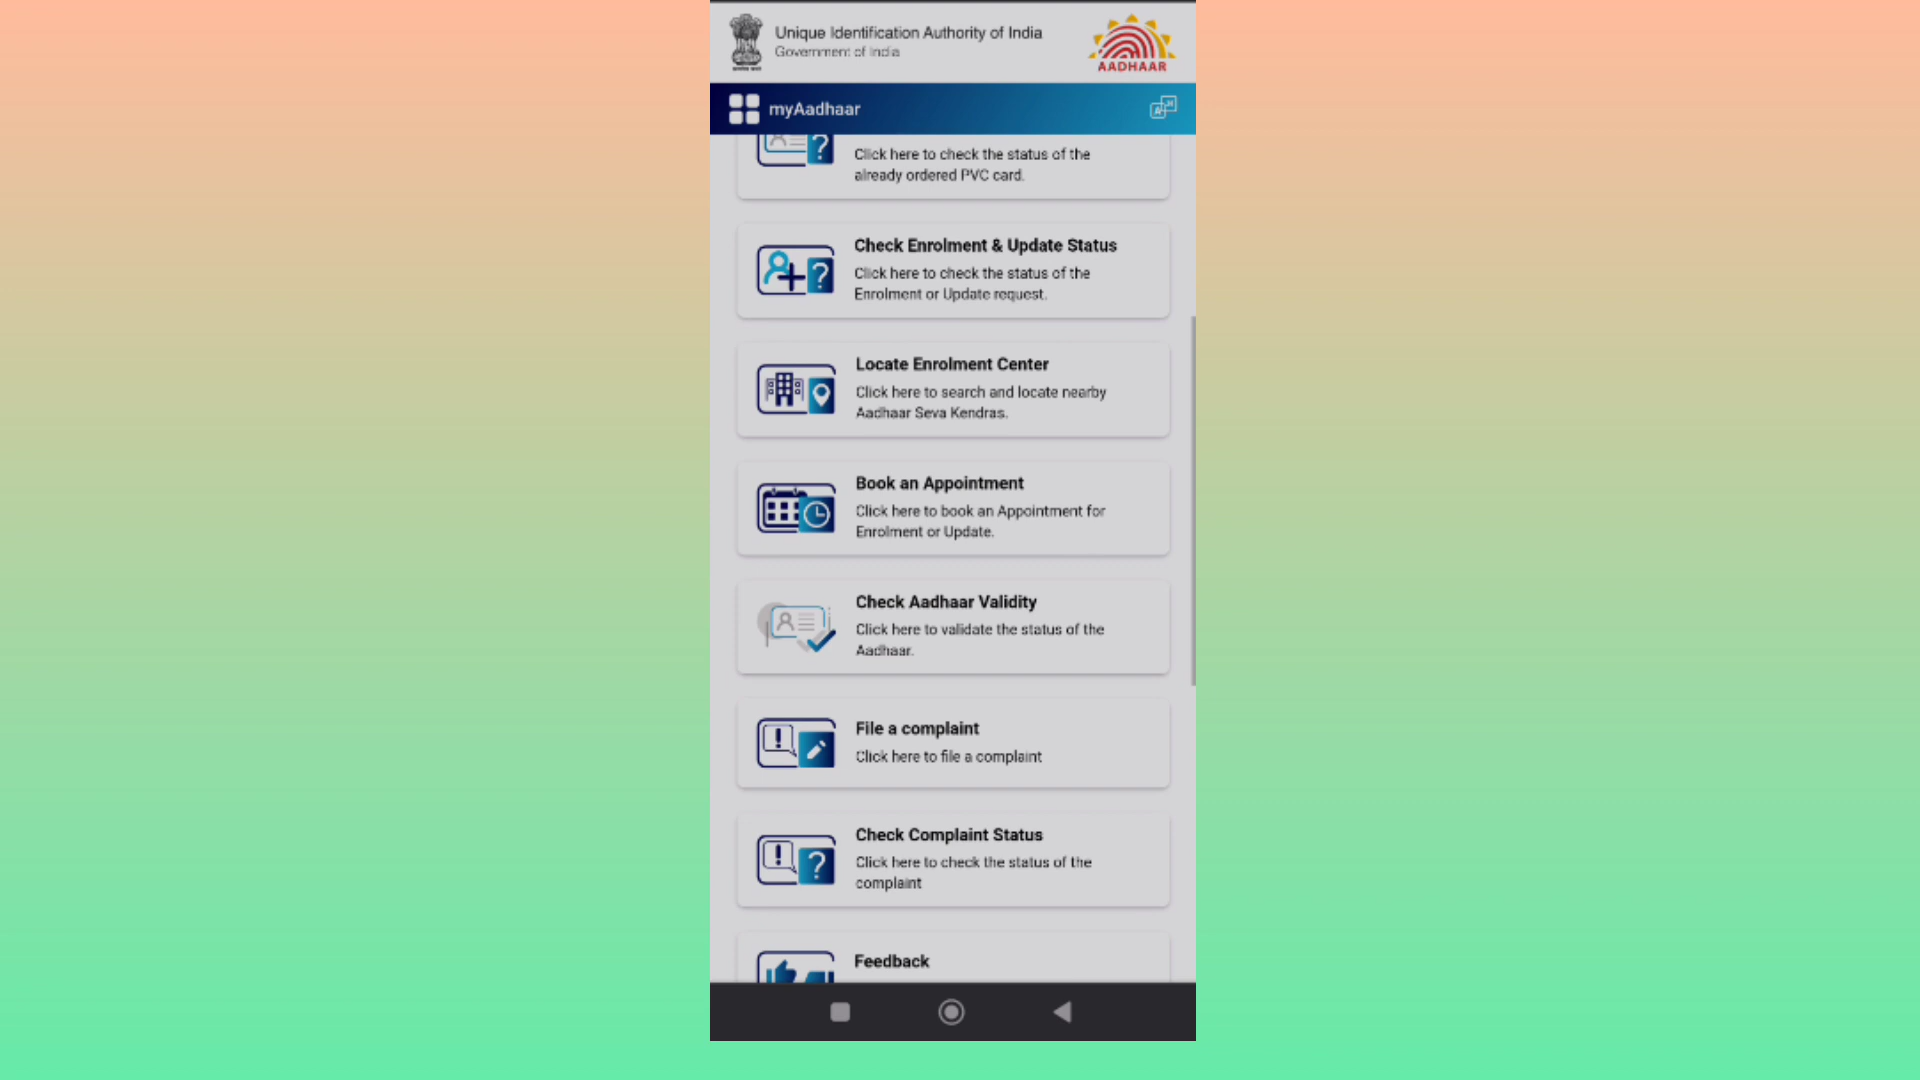 Unique Identification Authority of India
Government of India
AADHAAR
myAadhaar
Click here to check the status of the
already ordered PVC card.
Check Enrolment & Update Status
Click here to check the status of the
Enrolment or Update request.
Locate Enrolment Center
Click here to search and locate nearby
Aadhaar Seva Kendras.
Book an Appointment
Click here to book an Appointment for
Enrolment or Update.
Check Aadhaar Validity
Click here to validate the status of the
Aadhaar.
File a complaint
Click here to file a complaint
Check Complaint Status
Click here to check the status of the
complaint
Feedback